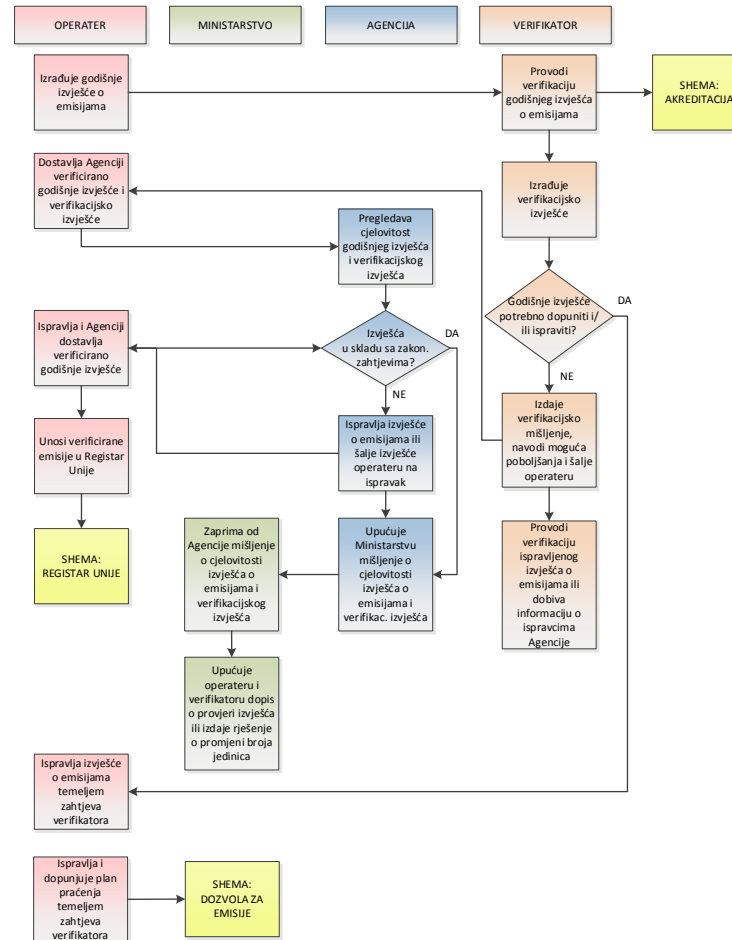 OPERATER
MINISTARSTVO
AGENCIJA
VERIFIKATOR
Izrađuje godišnje
izvješće o
emisijama
Provodi
verifikaciju
godišnjeg izvješća
o emisijama
SHEMA:
AKREDITACIJA
Dostavlja Agenciji
verificirano
godišnje izvješće i
verifikacijsko
izvješće
Izrađuje
verifikacijsko
izvješće
Pregledava
cjelovitost
godišnjeg izvješća
i verifikacijskog
izvješća
Godišnje izvješće
potrebno dopuniti i/
ili ispraviti?
DA
NE
Ispravlja i Agenciji
dostavlja
verificirano
godišnje izvješće
Izvješća
u skladu sa zakon.
zahtjevima?
DA
NE
Unosi verificirane
emisije u Registar
Unije
Ispravlja izvješće
o emisijama ili
šalje izvješće
operateru na
ispravak
Izdaje
verifikacijsko
mišljenje,
navodi moguća
poboljšanja i šalje
operateru
SHEMA:
REGISTAR UNIJE
Zaprima od
Agencije mišljenje
o cjelovitosti
izvješća o
emisijama i
verifikacijskog
izvješća
Upućuje
Ministarstvu
mišljenje o
cjelovitosti
izvješća o
emisijama i
verifikac. izvješća
Provodi
verifikaciju
ispravljenog
izvješća o
emisijama ili
dobiva
informaciju o
ispravcima
Agencije
Upućuje
operateru i
verifikatoru dopis
o provjeri izvješća
ili izdaje rješenje
o promjeni broja
jedinica
Ispravlja izvješće
o emisijama
temeljem
zahtjeva
verifikatora
Ispravlja i
dopunjuje plan
praćenja
temeljem
zahtjeva
verifikatora
SHEMA:
DOZVOLA ZA
EMISIJE